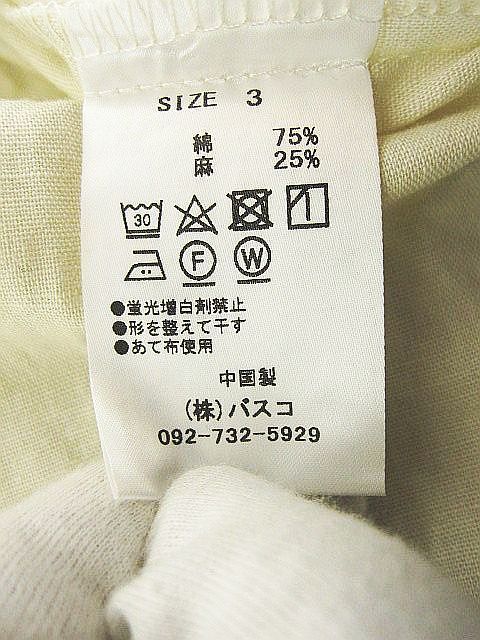 SIZE 3
綿 75%
麻 25%
30
F W
●蛍光増白剤禁止
●形を整えて干す
●あて布使用
中国製
(株)バスコ
092-732-5929